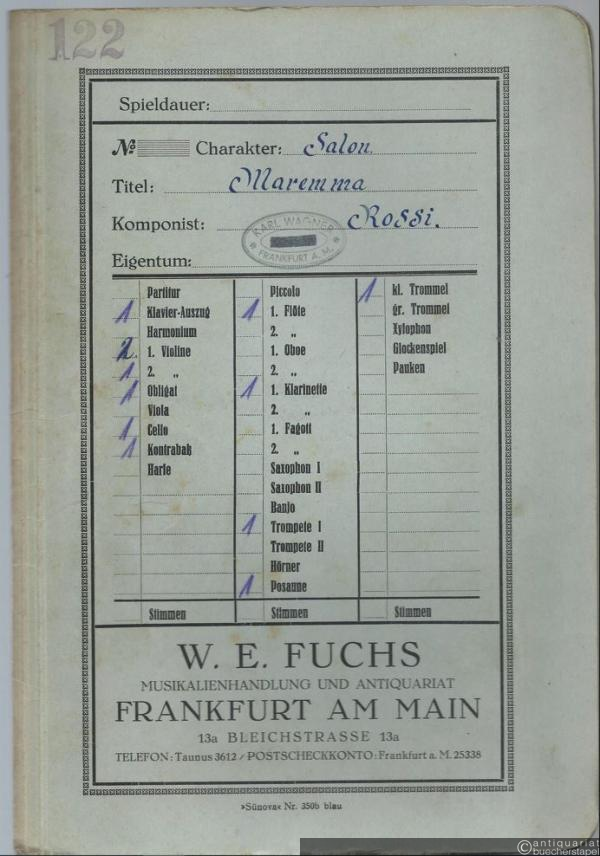 122
Spieldauer:
№ Charakter: Salon.
Titel: Maremma
Komponist: Rossi.
KARL WAGNER
FRANKFURT A. M.
Eigentum:
Partitur
1 Klavier-Auszug
Harmonium
2. 1. Violine
1 2. „
1 Obligat
Viola
1 Cello
1 Kontrabaß
Harfe
Stimmen
Piccolo
1 1. Flöte
2. „
1. Oboe
2. „
1 1. Klarinette
2. „
1. Fagott
2. „
Saxophon I
Saxophon II
Banjo
1 Trompete I
Trompete II
Hörner
1 Posaune
Stimmen
1 kl. Trommel
gr. Trommel
Xylophon
Glockenspiel
Pauken
Stimmen
W. E. FUCHS
MUSIKALIENHANDLUNG UND ANTIQUARIAT
FRANKFURT AM MAIN
13a BLEICHSTRASSE 13a
TELEFON: Taunus 3612 / POSTSCHECKKONTO: Frankfurt a. M. 25338
»Sünova« Nr. 350b blau
©antiquariat
buecherstapel